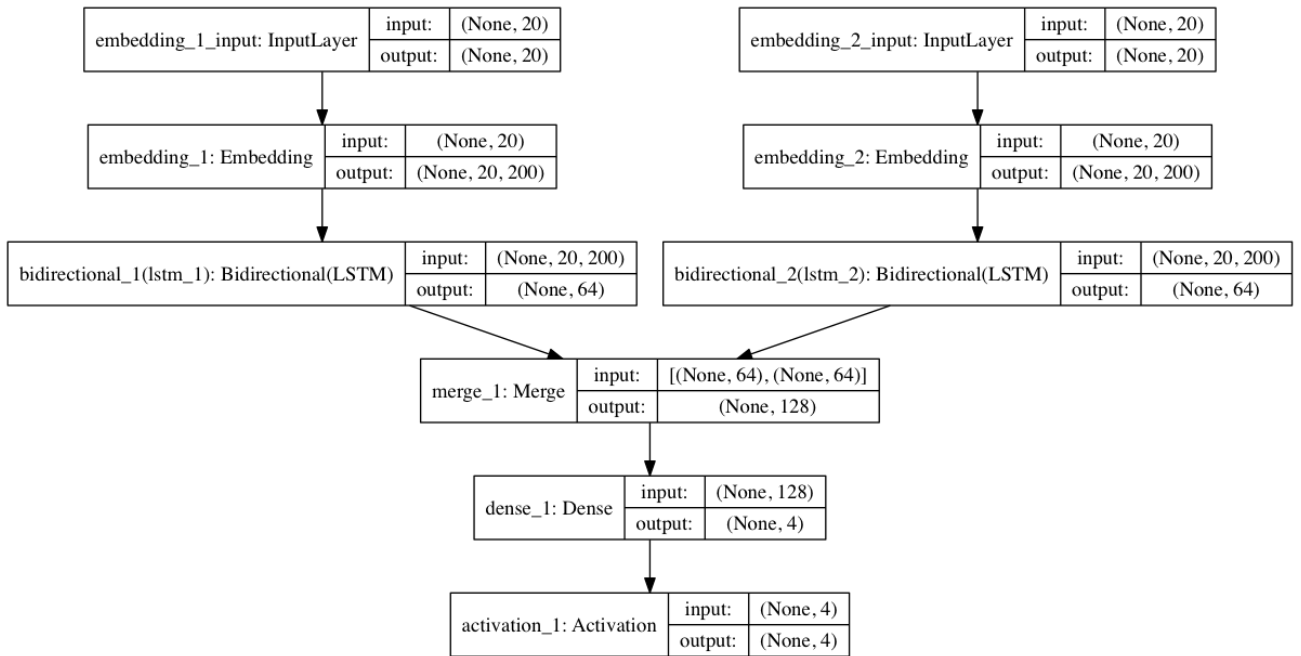 embedding_1_input: InputLayer
input: (None, 20)
output: (None, 20)
embedding_2_input: InputLayer
input: (None, 20)
output: (None, 20)
embedding_1: Embedding
input: (None, 20)
output: (None, 20, 200)
embedding_2: Embedding
input: (None, 20)
output: (None, 20, 200)
bidirectional_1(lstm_1): Bidirectional(LSTM)
input: (None, 20, 200)
output: (None, 64)
bidirectional_2(lstm_2): Bidirectional(LSTM)
input: (None, 20, 200)
output: (None, 64)
merge_1: Merge
input: [(None, 64), (None, 64)]
output: (None, 128)
dense_1: Dense
input: (None, 128)
output: (None, 4)
activation_1: Activation
input: (None, 4)
output: (None, 4)